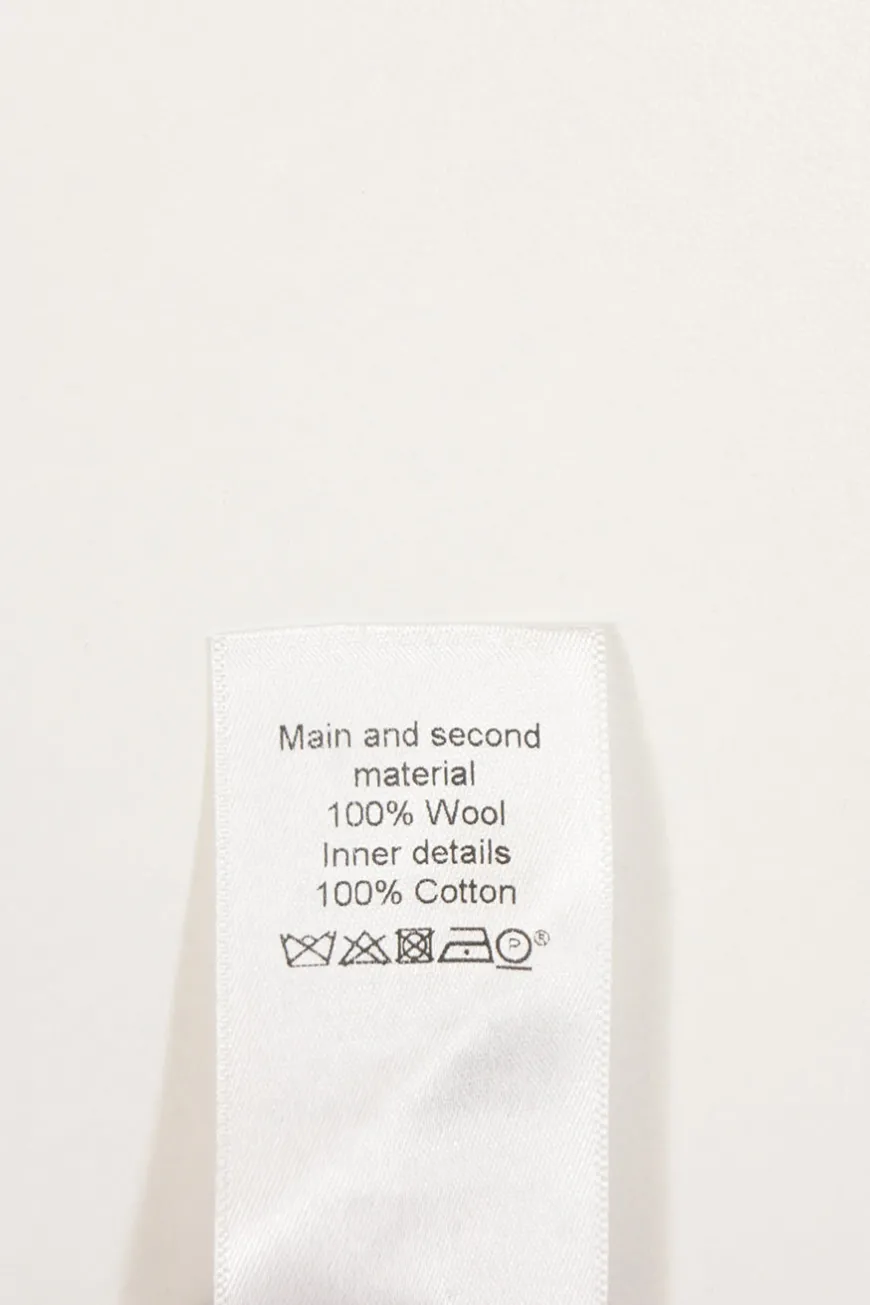 Main and second
material
100% Wool
Inner details
100% Cotton
P ®